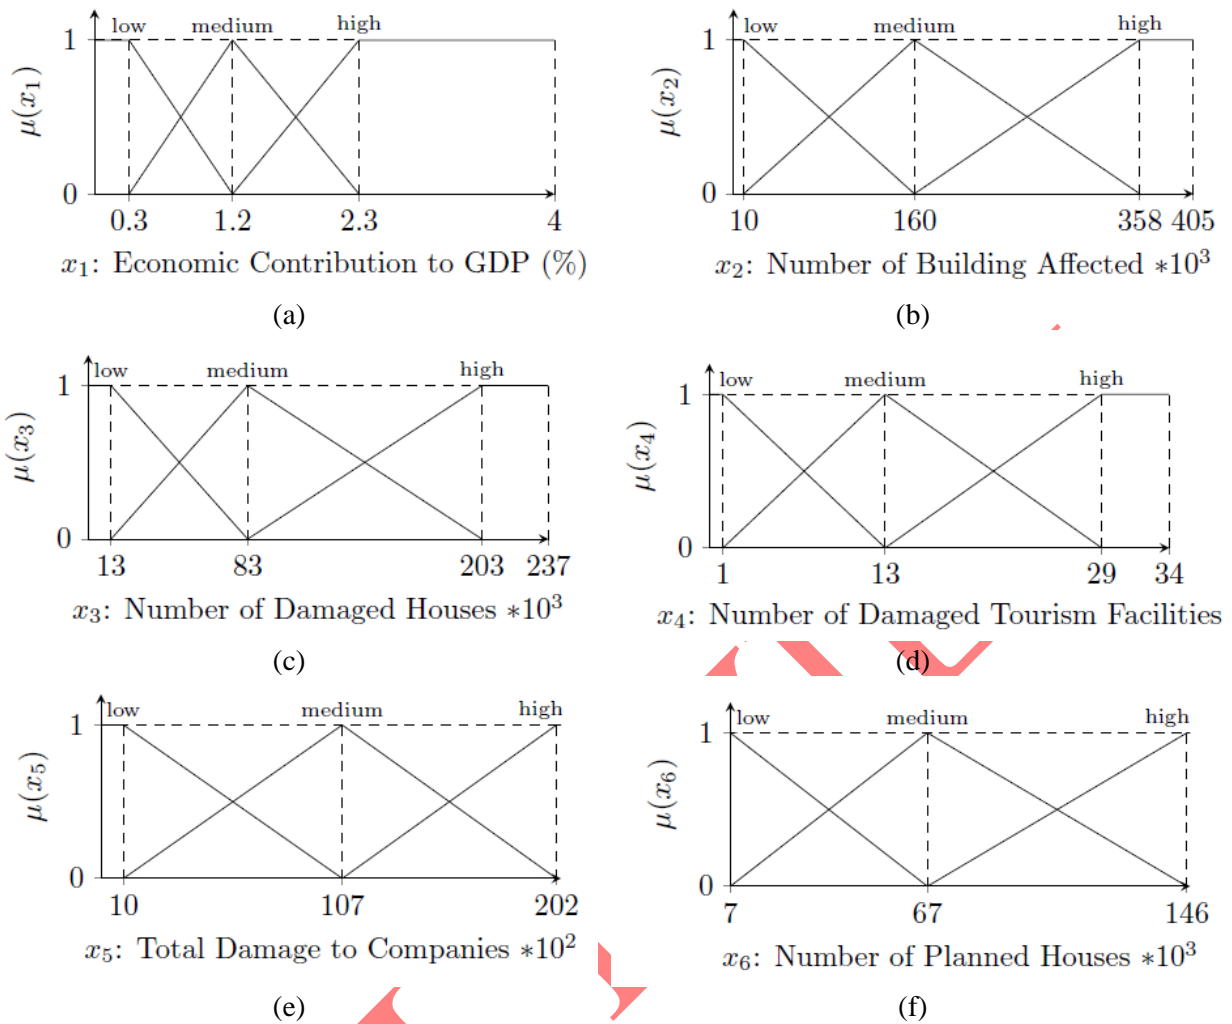 low medium high
1
μ(x₁)
0
0.3 1.2 2.3 4
x₁: Economic Contribution to GDP (%)
(a)
low medium high
1
μ(x₂)
0
10 160 358 405
x₂: Number of Building Affected *10³
(b)
low medium high
1
μ(x₃)
0
13 83 203 237
x₃: Number of Damaged Houses *10³
(c)
low medium high
1
μ(x₄)
0
1 13 29 34
x₄: Number of Damaged Tourism Facilities
(d)
low medium high
1
μ(x₅)
0
10 107 202
x₅: Total Damage to Companies *10²
(e)
low medium high
1
μ(x₆)
0
7 67 146
x₆: Number of Planned Houses *10³
(f)